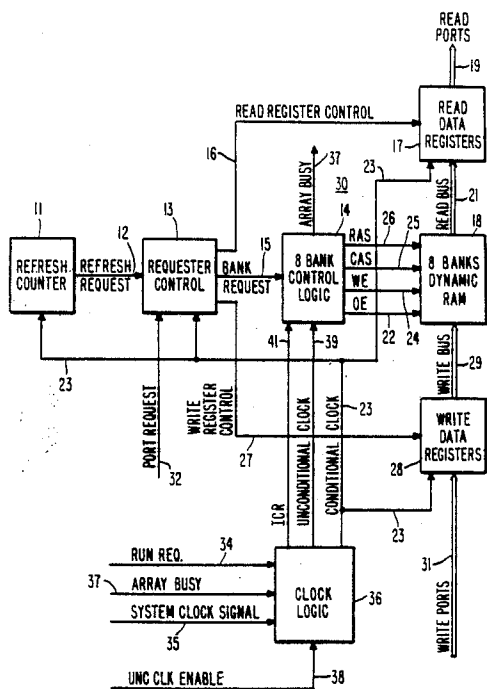 READ
PORTS
19
READ REGISTER CONTROL
READ
DATA
REGISTERS
17
16
ARRAY BUSY
37
30
23
READ BUS
21
11
13
14
18
REFRESH
COUNTER
12
REFRESH
REQUEST
REQUESTER
CONTROL
15
BANK
REQUEST
8 BANK
CONTROL
LOGIC
RAS
26
CAS
25
WE
24
OE
22
8 BANKS
DYNAMIC
RAM
23
PORT REQUEST
32
WRITE
REGISTER
CONTROL
27
41
39
ICR
UNCONDITIONAL CLOCK
CONDITIONAL CLOCK
23
WRITE BUS
29
WRITE
DATA
REGISTERS
28
23
31
WRITE PORTS
RUN REQ.
34
37
ARRAY BUSY
SYSTEM CLOCK SIGNAL
35
CLOCK
LOGIC
36
UNC CLK ENABLE
38